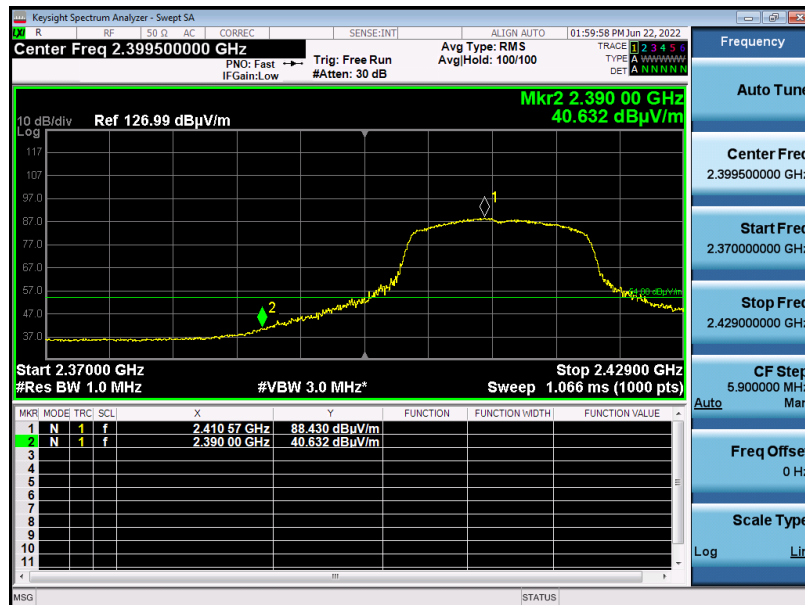 Keysight Spectrum Analyzer - Swept SA
LXI R RF 50 Ω AC CORREC SENSE:INT ALIGN AUTO 01:59:58 PM Jun 22, 2022
Center Freq 2.399500000 GHz
PNO: Fast
IFGain:Low
Trig: Free Run
#Atten: 30 dB
Avg Type: RMS
Avg|Hold: 100/100
TRACE 1 2 3 4 5 6
TYPE A WWWWW
DET A N N N N N
Mkr2 2.390 00 GHz
40.632 dBµV/m
10 dB/div Ref 126.99 dBµV/m
Log
117
107
97.0
87.0
77.0
67.0
57.0
47.0
37.0
1
2
54.00 dBµV/m
Start 2.37000 GHz Stop 2.42900 GHz
#Res BW 1.0 MHz #VBW 3.0 MHz* Sweep 1.066 ms (1000 pts)
MKR MODE TRC SCL X Y FUNCTION FUNCTION WIDTH FUNCTION VALUE
1 N 1 f 2.410 57 GHz 88.430 dBµV/m
2 N 1 f 2.390 00 GHz 40.632 dBµV/m
3
4
5
6
7
8
9
10
11
MSG STATUS
Frequency
Auto Tune
Center Freq
2.399500000 GHz
Start Freq
2.370000000 GHz
Stop Freq
2.429000000 GHz
CF Step
5.900000 MHz
Auto Man
Freq Offset
0 Hz
Scale Type
Log Lin